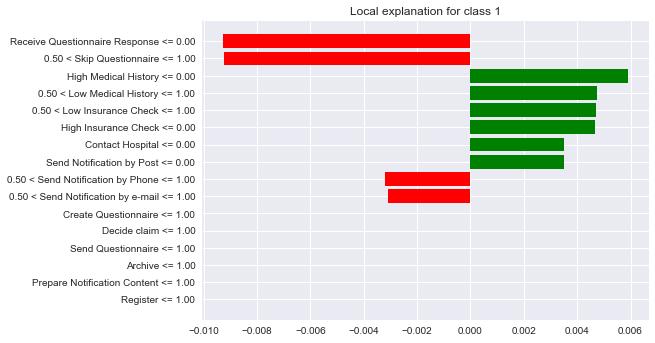 Local explanation for class 1
Receive Questionnaire Response <= 0.00
0.50 < Skip Questionnaire <= 1.00
High Medical History <= 0.00
0.50 < Low Medical History <= 1.00
0.50 < Low Insurance Check <= 1.00
High Insurance Check <= 0.00
Contact Hospital <= 0.00
Send Notification by Post <= 0.00
0.50 < Send Notification by Phone <= 1.00
0.50 < Send Notification by e-mail <= 1.00
Create Questionnaire <= 1.00
Decide claim <= 1.00
Send Questionnaire <= 1.00
Archive <= 1.00
Prepare Notification Content <= 1.00
Register <= 1.00
−0.010 −0.008 −0.006 −0.004 −0.002 0.000 0.002 0.004 0.006